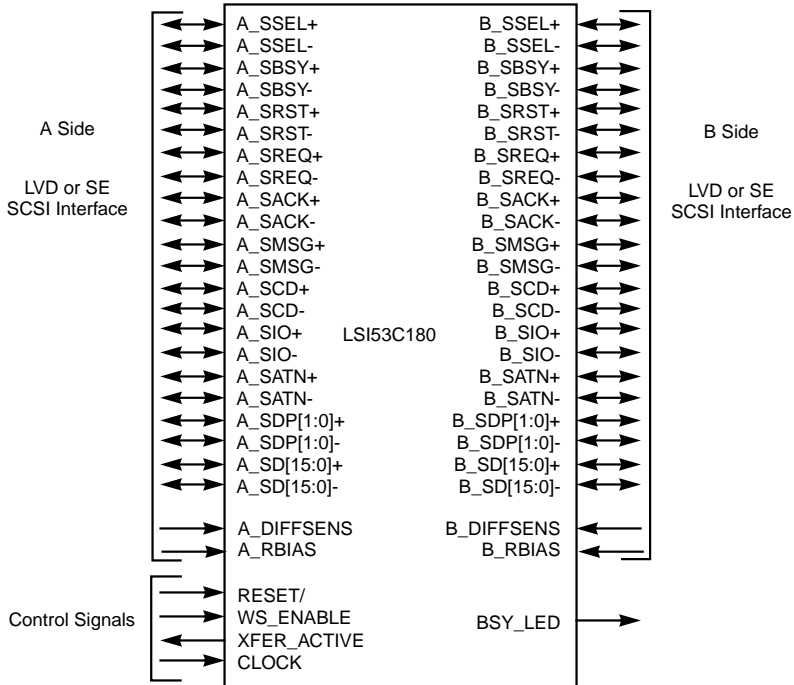 A_SSEL+ B_SSEL+
A_SSEL- B_SSEL-
A_SBSY+ B_SBSY+
A_SBSY- B_SBSY-
A_SRST+ B_SRST+
A Side A_SRST- B_SRST- B Side
A_SREQ+ B_SREQ+
A_SREQ- B_SREQ-
LVD or SE A_SACK+ B_SACK+ LVD or SE
SCSI Interface A_SACK- B_SACK- SCSI Interface
A_SMSG+ B_SMSG+
A_SMSG- B_SMSG-
A_SCD+ B_SCD+
A_SCD- B_SCD-
A_SIO+ LSI53C180 B_SIO+
A_SIO- B_SIO-
A_SATN+ B_SATN+
A_SATN- B_SATN-
A_SDP[1:0]+ B_SDP[1:0]+
A_SDP[1:0]- B_SDP[1:0]-
A_SD[15:0]+ B_SD[15:0]+
A_SD[15:0]- B_SD[15:0]-
A_DIFFSENS B_DIFFSENS
A_RBIAS B_RBIAS
RESET/
Control Signals WS_ENABLE BSY_LED
XFER_ACTIVE
CLOCK